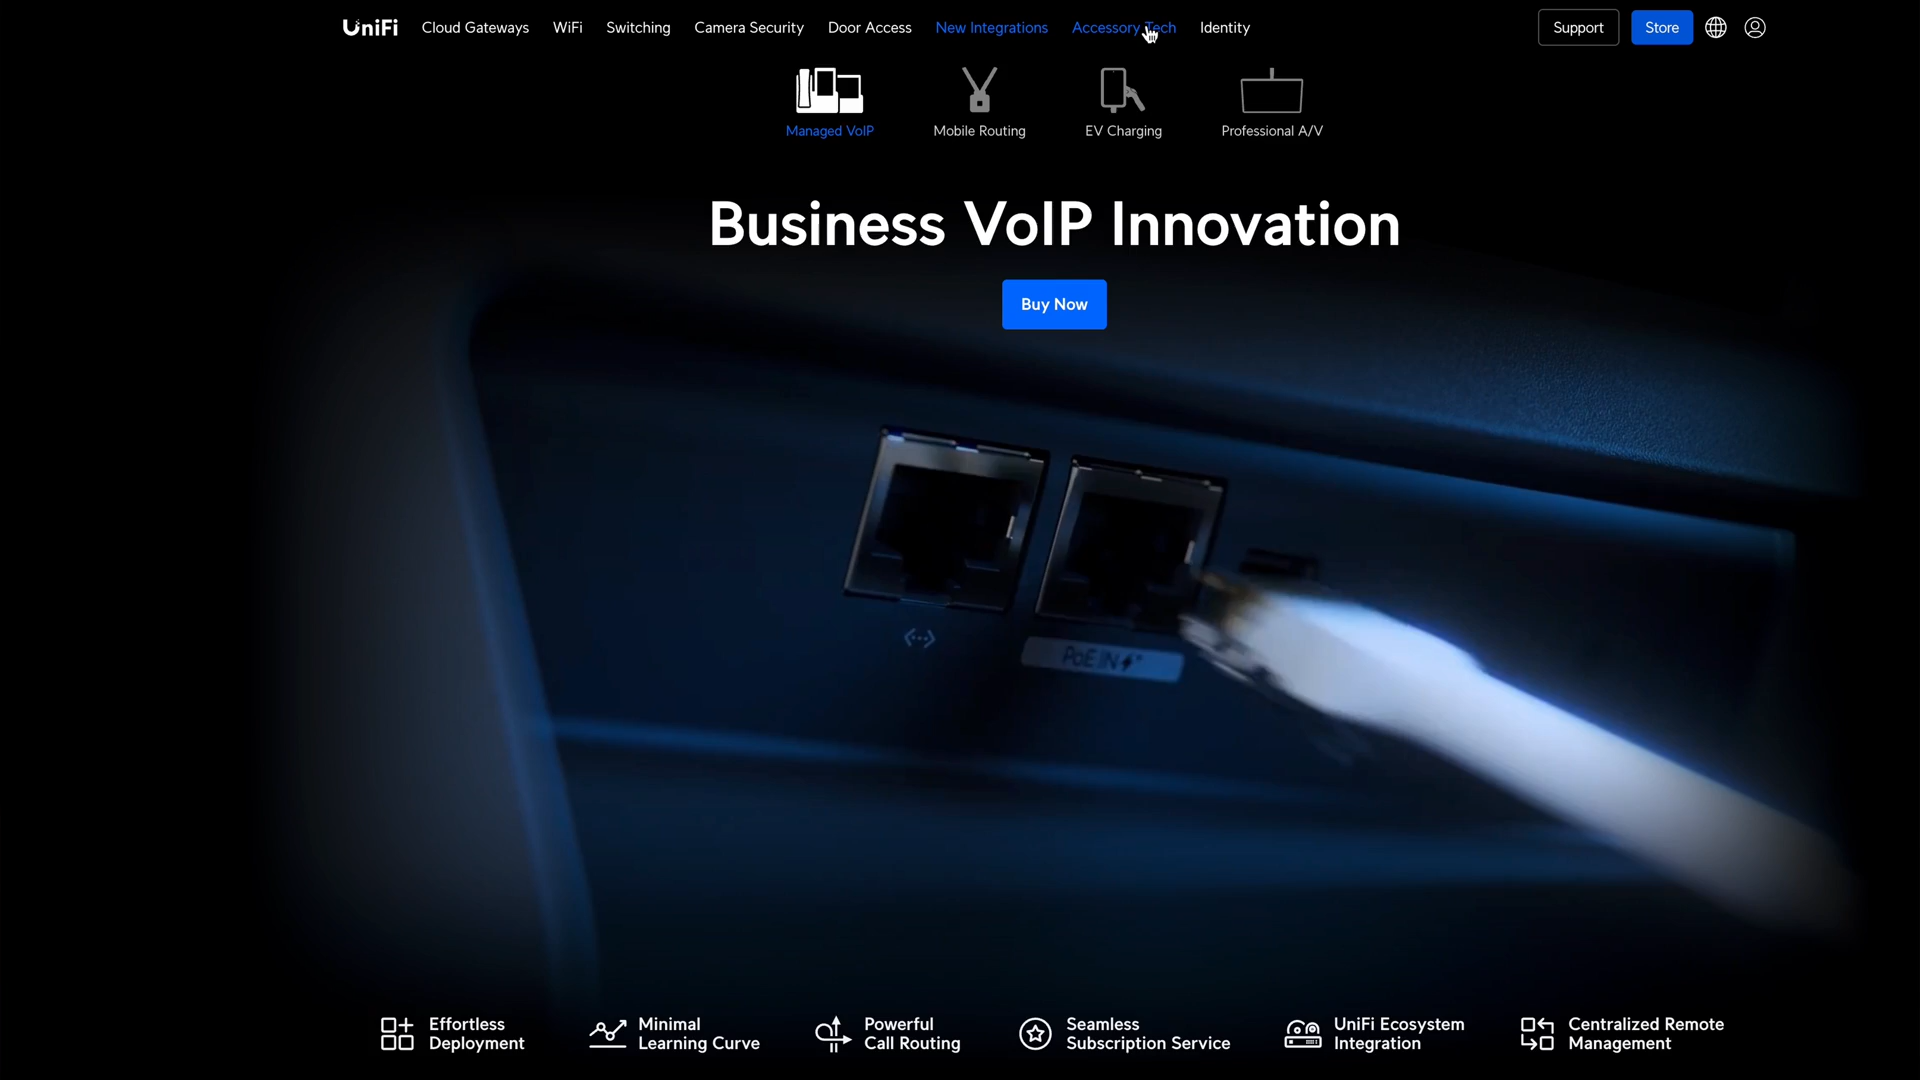 UniFi
Cloud Gateways
WiFi
Switching
Camera Security
Door Access
New Integrations
Accessory Tech
Identity
Support
Store
Managed VoIP
Mobile Routing
EV Charging
Professional A/V
Business VoIP Innovation
Buy Now
PoE IN
Effortless
Deployment
Minimal
Learning Curve
Powerful
Call Routing
Seamless
Subscription Service
UniFi Ecosystem
Integration
Centralized Remote
Management